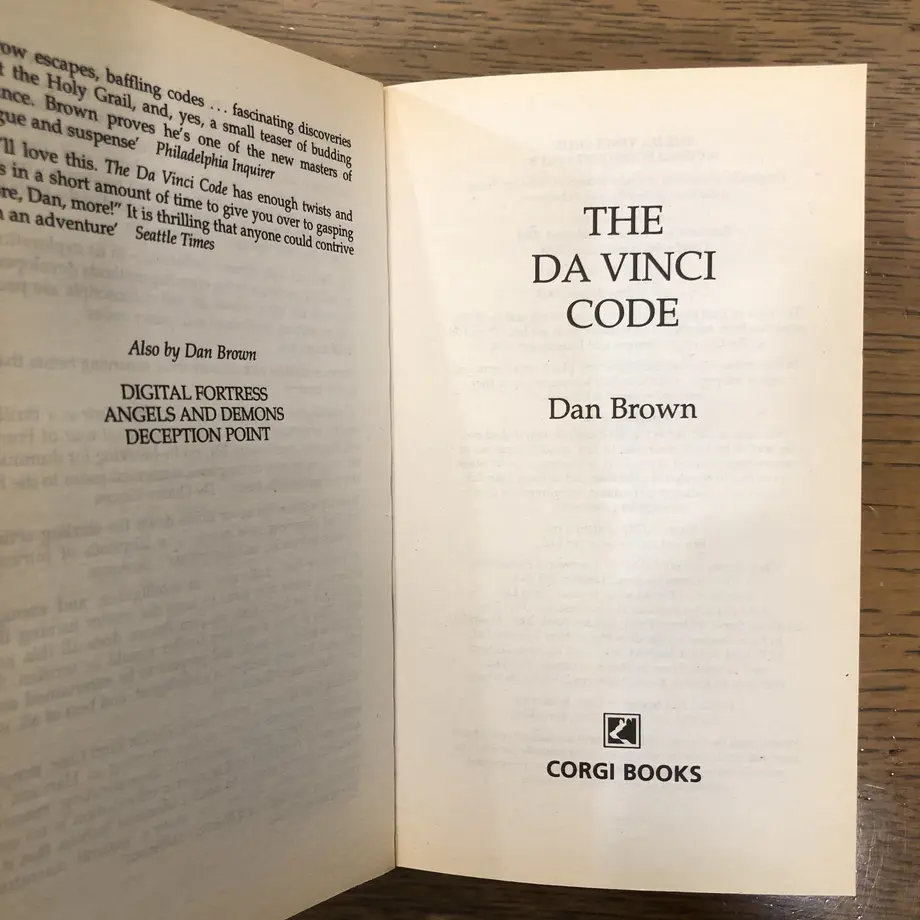 ow escapes, baffling codes ... fascinating discoveries
t the Holy Grail, and, yes, a small teaser of budding
nce. Brown proves he's one of the new masters of
gue and suspense' Philadelphia Inquirer
'll love this. The Da Vinci Code has enough twists and
s in a short amount of time to give you over to gasping
re, Dan, more!" It is thrilling that anyone could contrive
an adventure' Seattle Times
Also by Dan Brown
DIGITAL FORTRESS
ANGELS AND DEMONS
DECEPTION POINT
THE
DA VINCI
CODE
Dan Brown
CORGI BOOKS